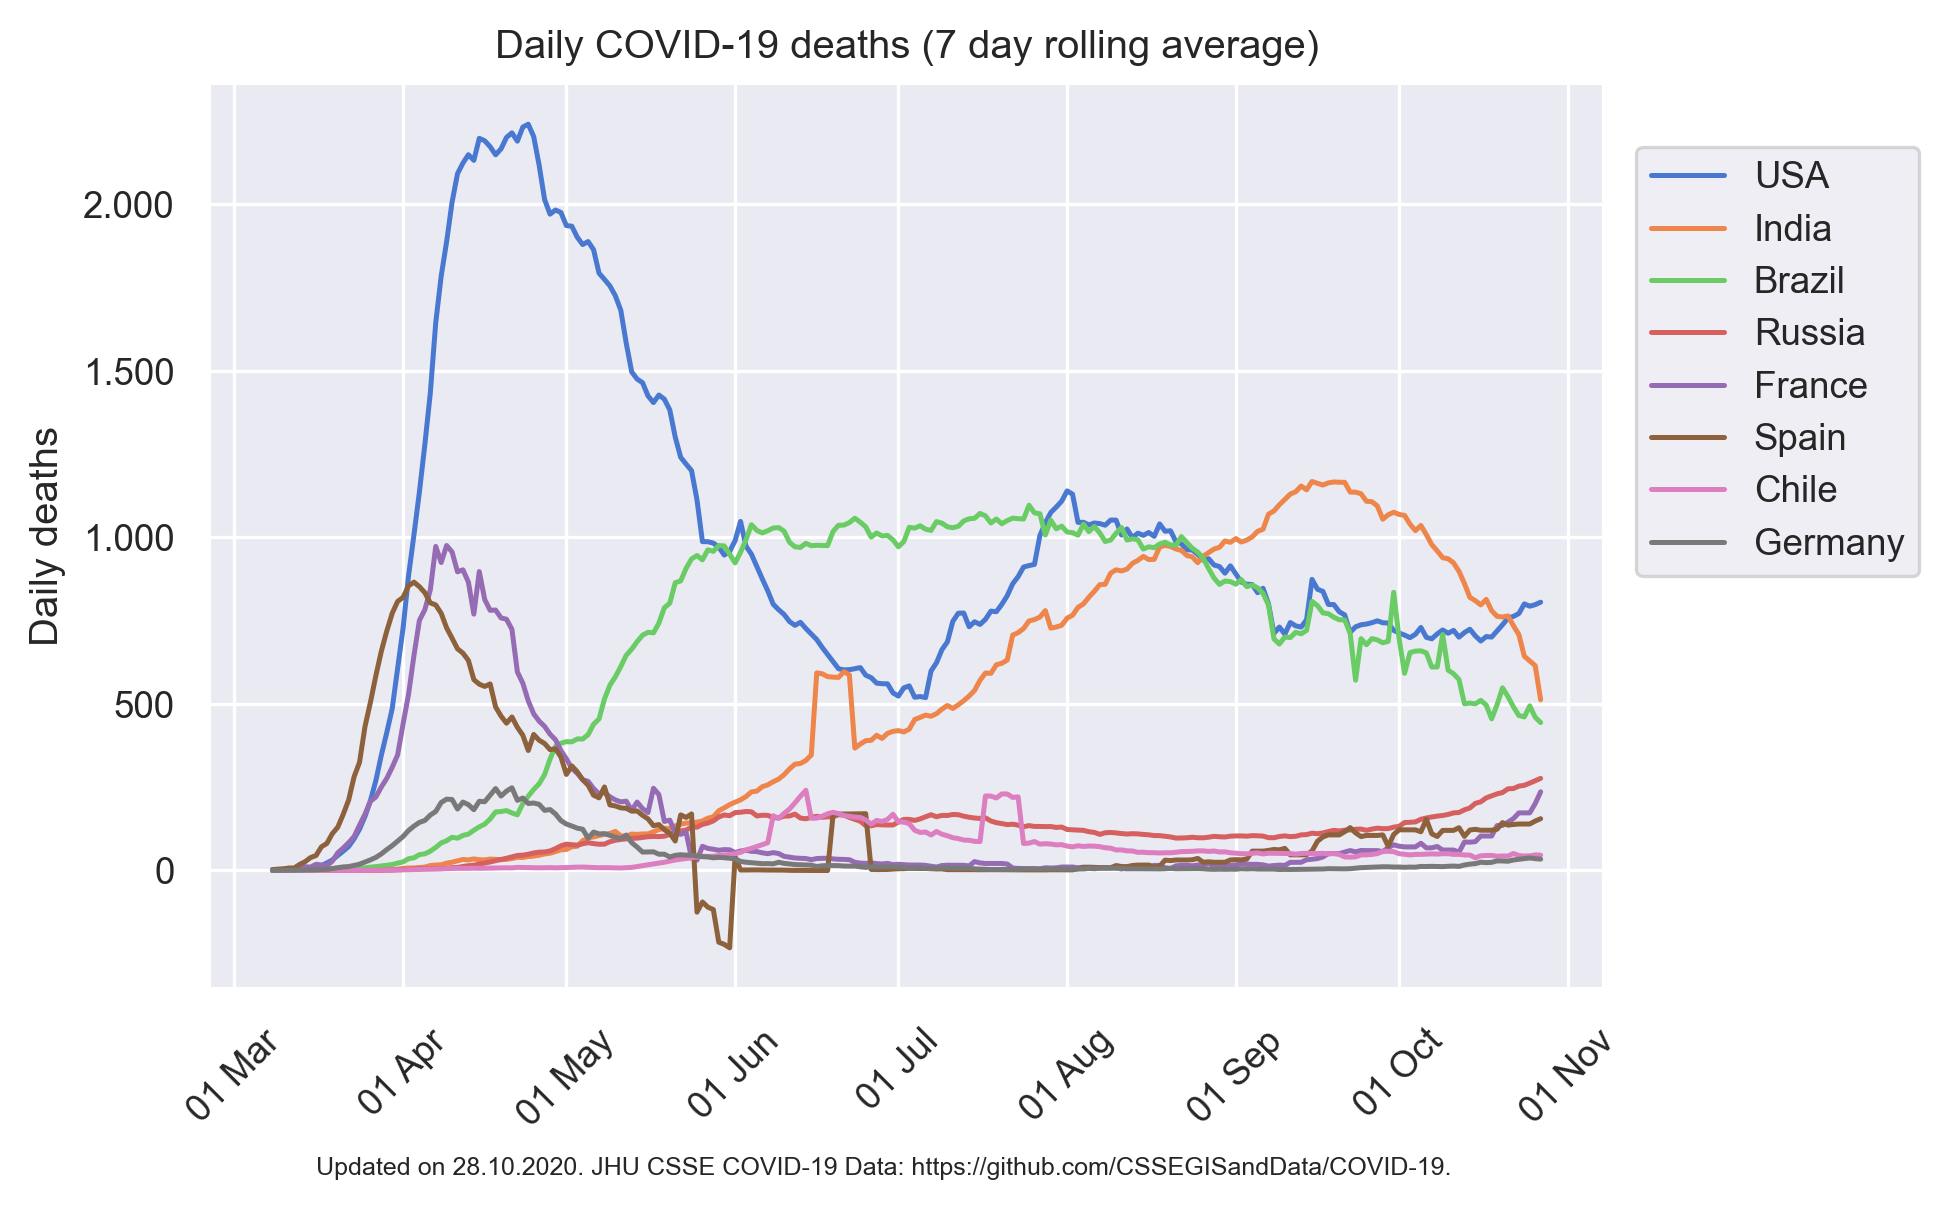 Daily COVID-19 deaths (7 day rolling average)
Daily deaths
2.000
1.500
1.000
500
0
01 Mar
01 Apr
01 May
01 Jun
01 Jul
01 Aug
01 Sep
01 Oct
01 Nov
USA
India
Brazil
Russia
France
Spain
Chile
Germany
Updated on 28.10.2020. JHU CSSE COVID-19 Data: https://github.com/CSSEGISandData/COVID-19.